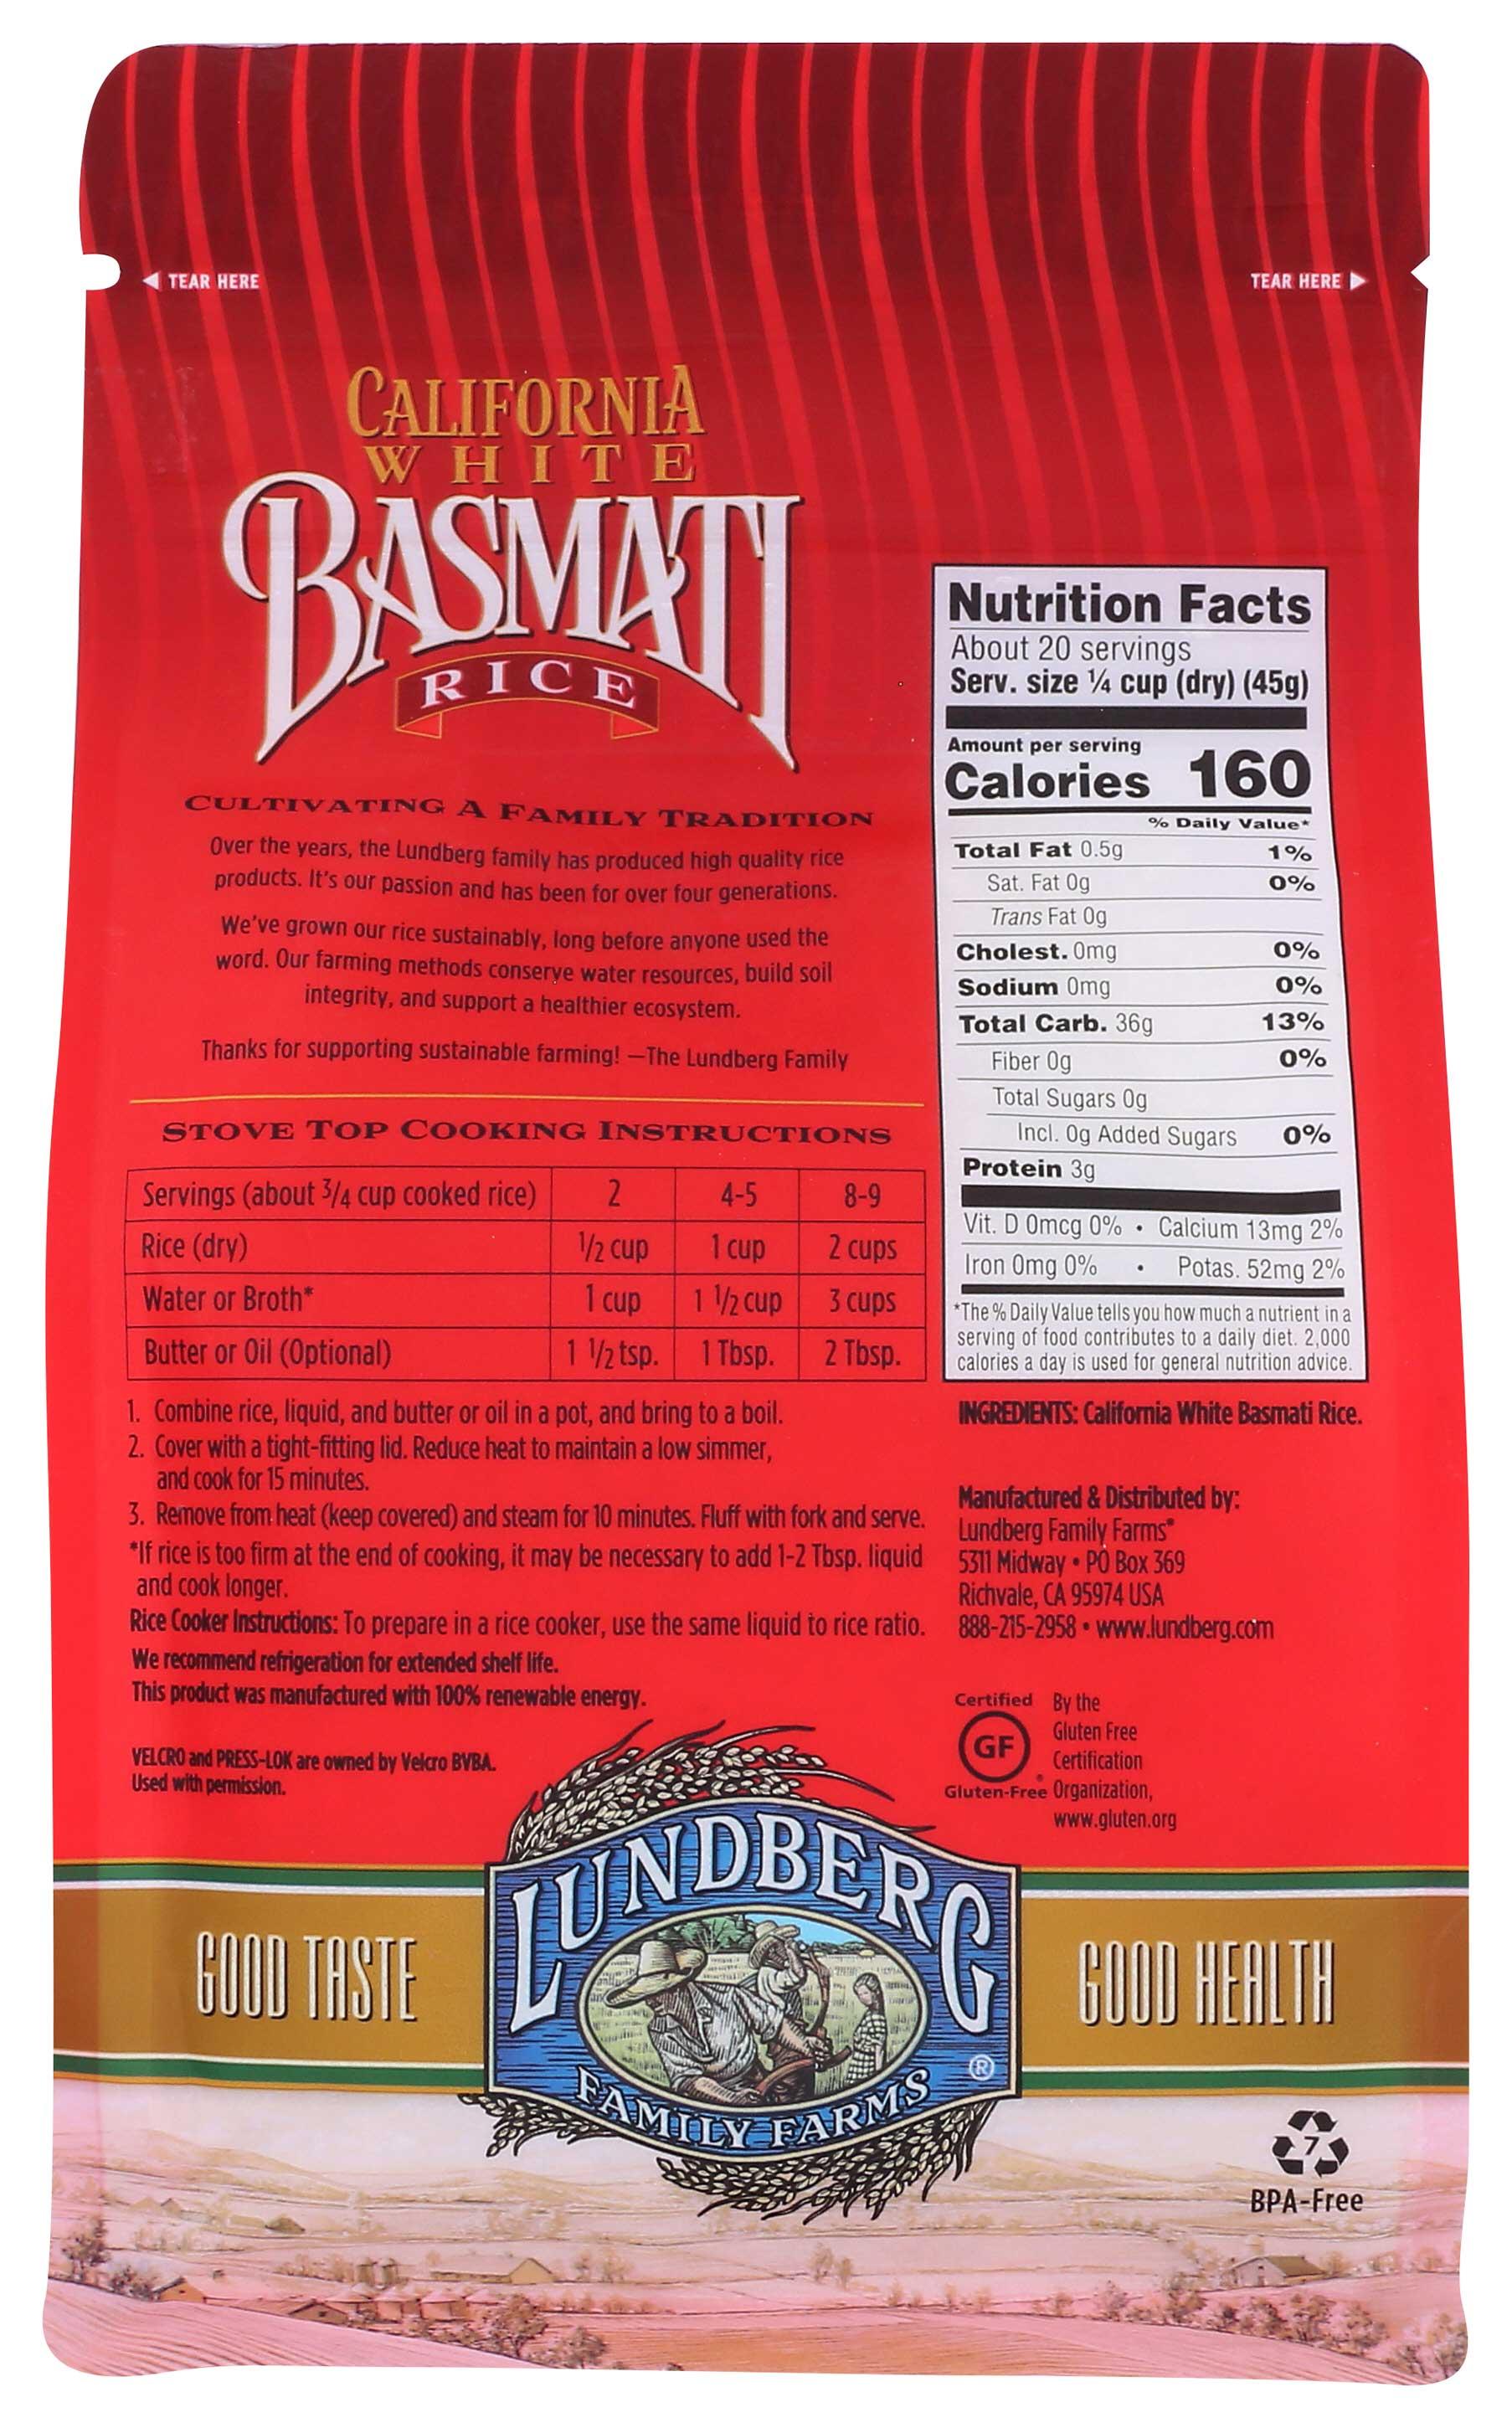 TEAR HERE
TEAR HERE
CALIFORNIA
WHITE
BASMATI
RICE
CULTIVATING A FAMILY TRADITION
Over the years, the Lundberg family has produced high quality rice
products. It's our passion and has been for over four generations.
We've grown our rice sustainably, long before anyone used the
word. Our farming methods conserve water resources, build soil
integrity, and support a healthier ecosystem.
Thanks for supporting sustainable farming! —The Lundberg Family
STOVE TOP COOKING INSTRUCTIONS
Servings (about 3/4 cup cooked rice) 2 4-5 8-9
Rice (dry) 1/2 cup 1 cup 2 cups
Water or Broth* 1 cup 1 1/2 cup 3 cups
Butter or Oil (Optional) 1 1/2 tsp. 1 Tbsp. 2 Tbsp.
1. Combine rice, liquid, and butter or oil in a pot, and bring to a boil.
2. Cover with a tight-fitting lid. Reduce heat to maintain a low simmer,
and cook for 15 minutes.
3. Remove from heat (keep covered) and steam for 10 minutes. Fluff with fork and serve.
*If rice is too firm at the end of cooking, it may be necessary to add 1-2 Tbsp. liquid
and cook longer.
Rice Cooker Instructions: To prepare in a rice cooker, use the same liquid to rice ratio.
We recommend refrigeration for extended shelf life.
This product was manufactured with 100% renewable energy.
VELCRO and PRESS-LOK are owned by Velcro BVBA.
Used with permission.
Nutrition Facts
About 20 servings
Serv. size ¼ cup (dry) (45g)
Amount per serving
Calories 160
% Daily Value*
Total Fat 0.5g 1%
Sat. Fat 0g 0%
Trans Fat 0g
Cholest. 0mg 0%
Sodium 0mg 0%
Total Carb. 36g 13%
Fiber 0g 0%
Total Sugars 0g
Incl. 0g Added Sugars 0%
Protein 3g
Vit. D 0mcg 0% • Calcium 13mg 2%
Iron 0mg 0% • Potas. 52mg 2%
*The % Daily Value tells you how much a nutrient in a
serving of food contributes to a daily diet. 2,000
calories a day is used for general nutrition advice.
INGREDIENTS: California White Basmati Rice.
Manufactured & Distributed by:
Lundberg Family Farms®
5311 Midway • PO Box 369
Richvale, CA 95974 USA
888-215-2958 • www.lundberg.com
Certified
GF
Gluten-Free
By the
Gluten Free
Certification
Organization,
www.gluten.org
GOOD TASTE
LUNDBERG
FAMILY FARMS
®
GOOD HEALTH
7
BPA-Free